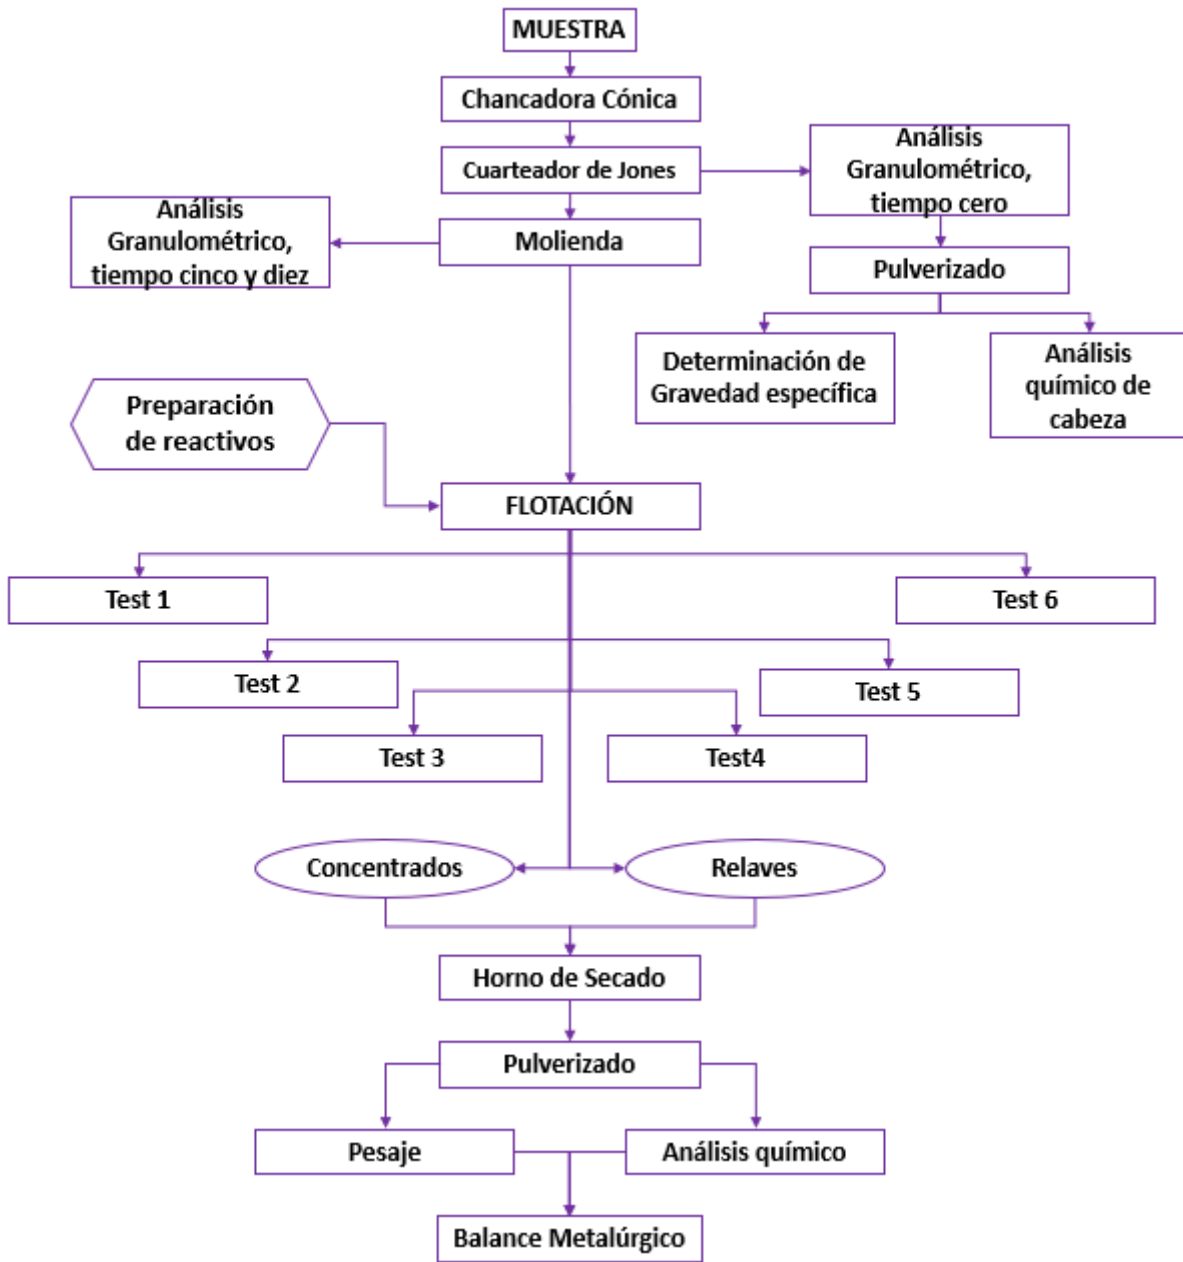 MUESTRA
Chancadora Cónica
Cuarteador de Jones
Análisis
Granulométrico,
tiempo cero
Análisis
Granulométrico,
tiempo cinco y diez
Molienda
Pulverizado
Determinación de
Gravedad específica
Análisis
químico de
cabeza
Preparación
de reactivos
FLOTACIÓN
Test 1
Test 6
Test 2
Test 5
Test 3
Test4
Concentrados
Relaves
Horno de Secado
Pulverizado
Pesaje
Análisis químico
Balance Metalúrgico